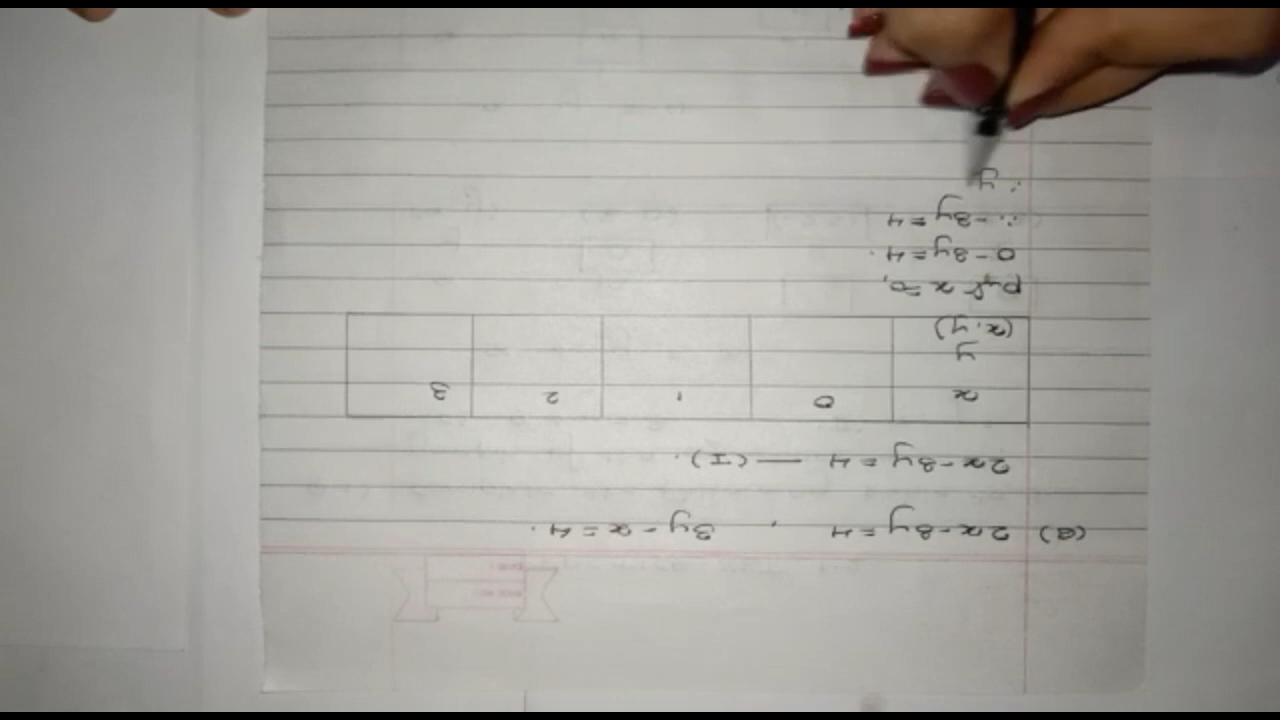 (2) 2x-3y=4 , 3y-x=4.
2x-3y=4 —(I).
x 0 1 2 3
y
(x,y)
put x=0,
0-3y=4.
∴ -3y=4
∴ y